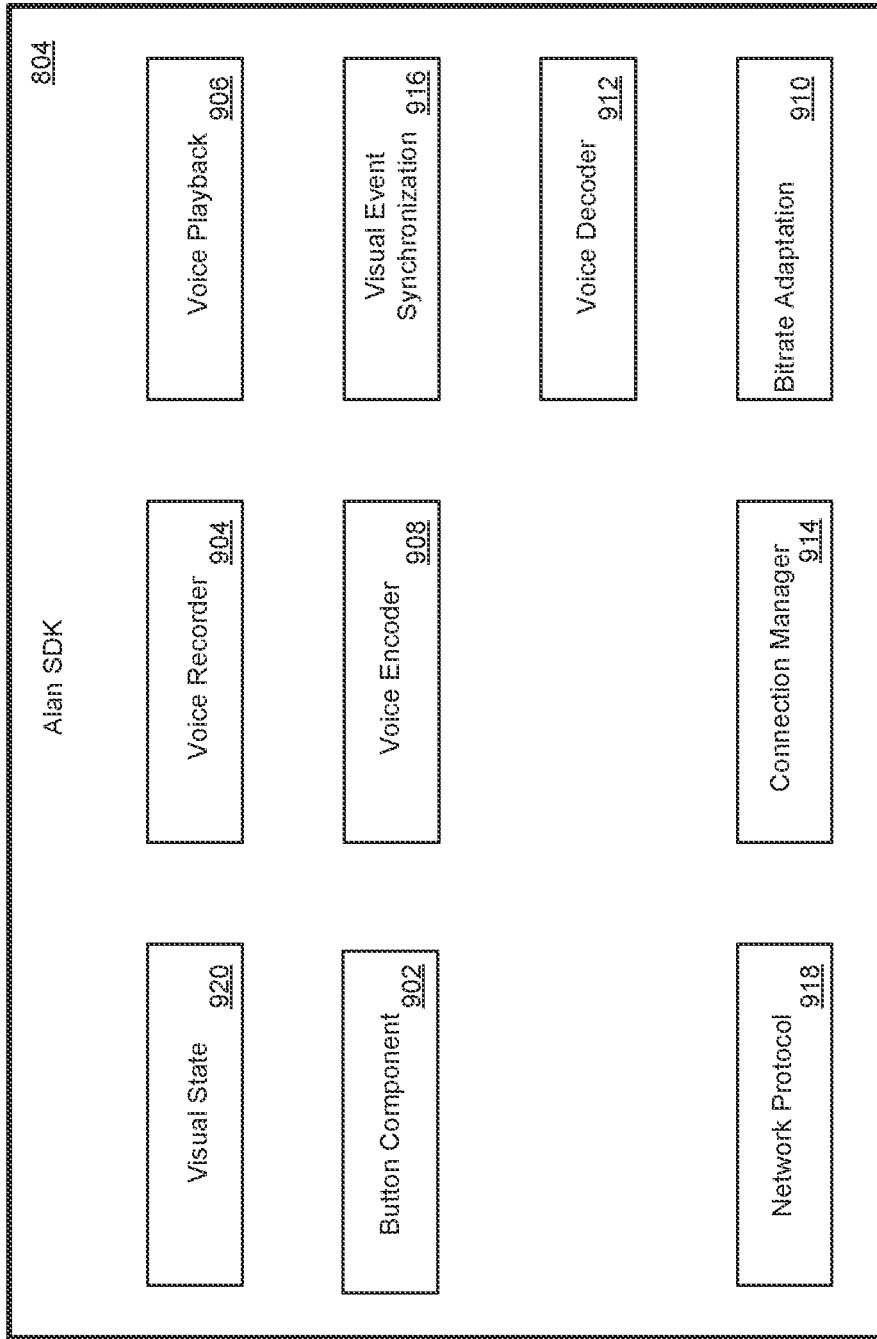 Alan SDK
804
Visual State
920
Voice Recorder
904
Voice Playback
906
Button Component
902
Voice Encoder
908
Visual Event
Synchronization
916
Voice Decoder
912
Network Protocol
918
Connection Manager
914
Bitrate Adaptation
910